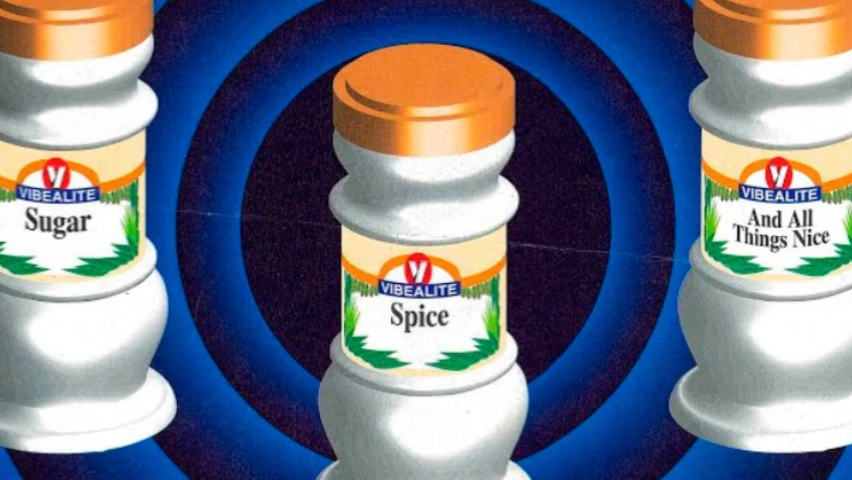 V
VIBEALITE
Sugar
V
VIBEALITE
Spice
V
VIBEALITE
And All
Things Nice